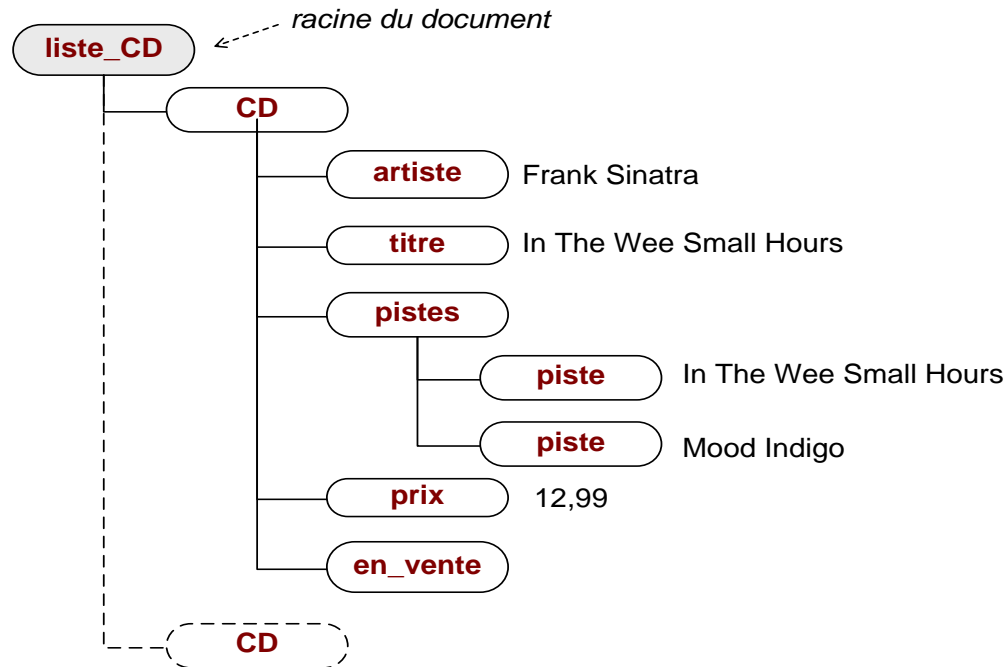 racine du document
liste_CD
CD
artiste Frank Sinatra
titre In The Wee Small Hours
pistes
piste In The Wee Small Hours
piste Mood Indigo
prix 12,99
en_vente
CD